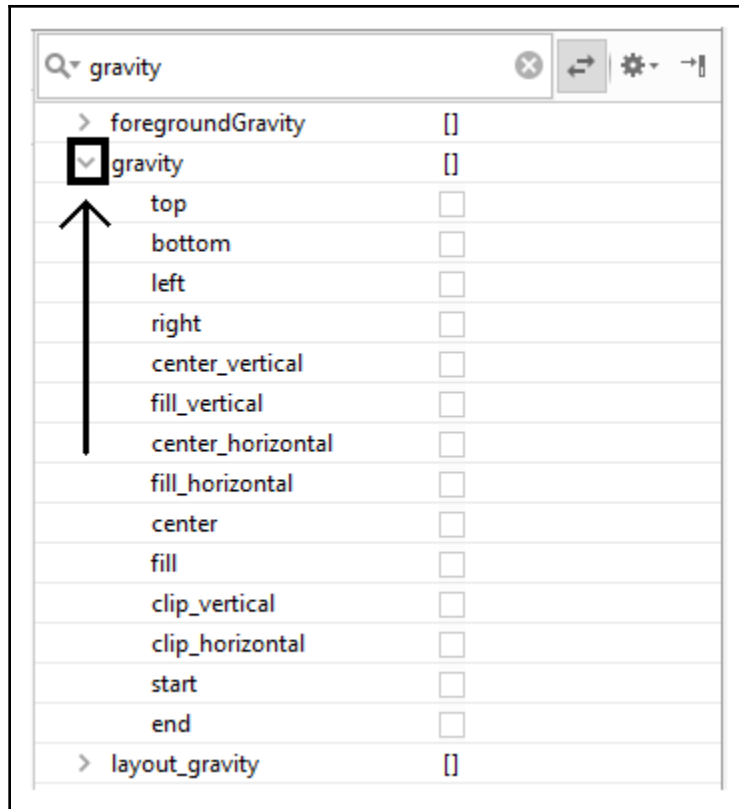 gravity
foregroundGravity []
gravity []
top
bottom
left
right
center_vertical
fill_vertical
center_horizontal
fill_horizontal
center
fill
clip_vertical
clip_horizontal
start
end
layout_gravity []